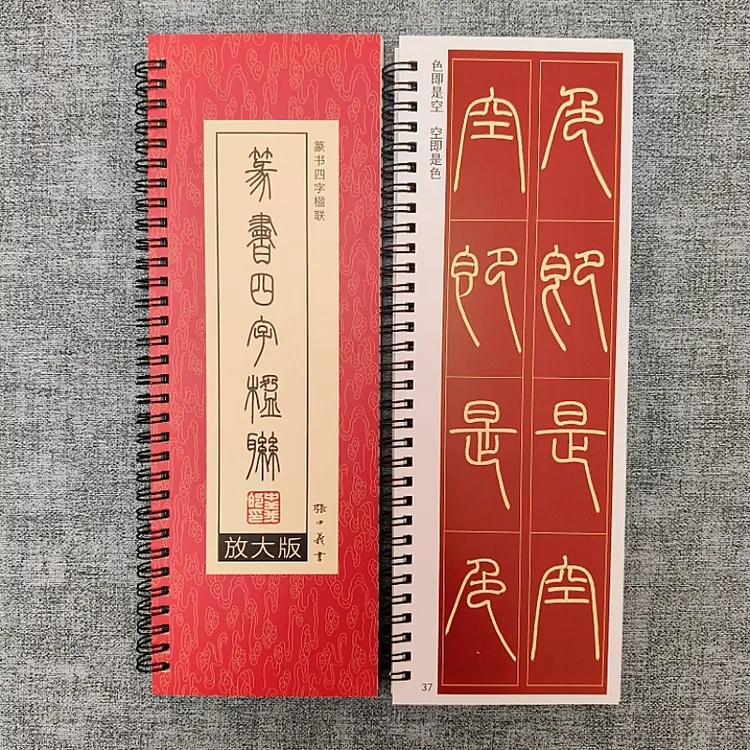 篆书四字楹联
篆書四字楹聯
張中義書
放大版
色即是空 空即是色
色即是空
空即是色
37